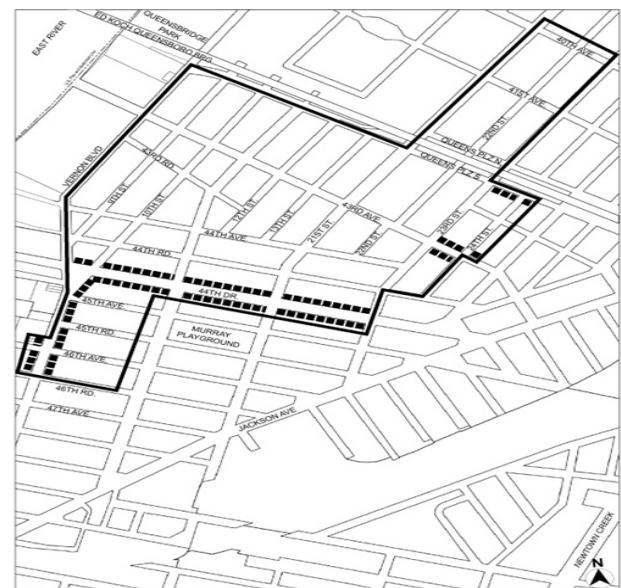 QUEENSBRIDGE
PARK
ED KOCH QUEENSBORO BRG
EAST RIVER
40TH AVE.
41ST AVE.
22ND ST.
QUEENS PLZ N.
QUEENS PLZ S.
VERNON BLVD
43RD RD.
9TH ST.
10TH ST.
12TH ST.
13TH ST.
21ST ST.
22ND ST.
43RD AVE.
23RD ST.
24TH ST.
44TH AVE.
44TH RD.
44TH DR.
45TH AVE.
45TH RD.
46TH AVE.
46TH RD.
47TH AVE.
MURRAY
PLAYGROUND
JACKSON AVE
NEWTOWN CREEK
N